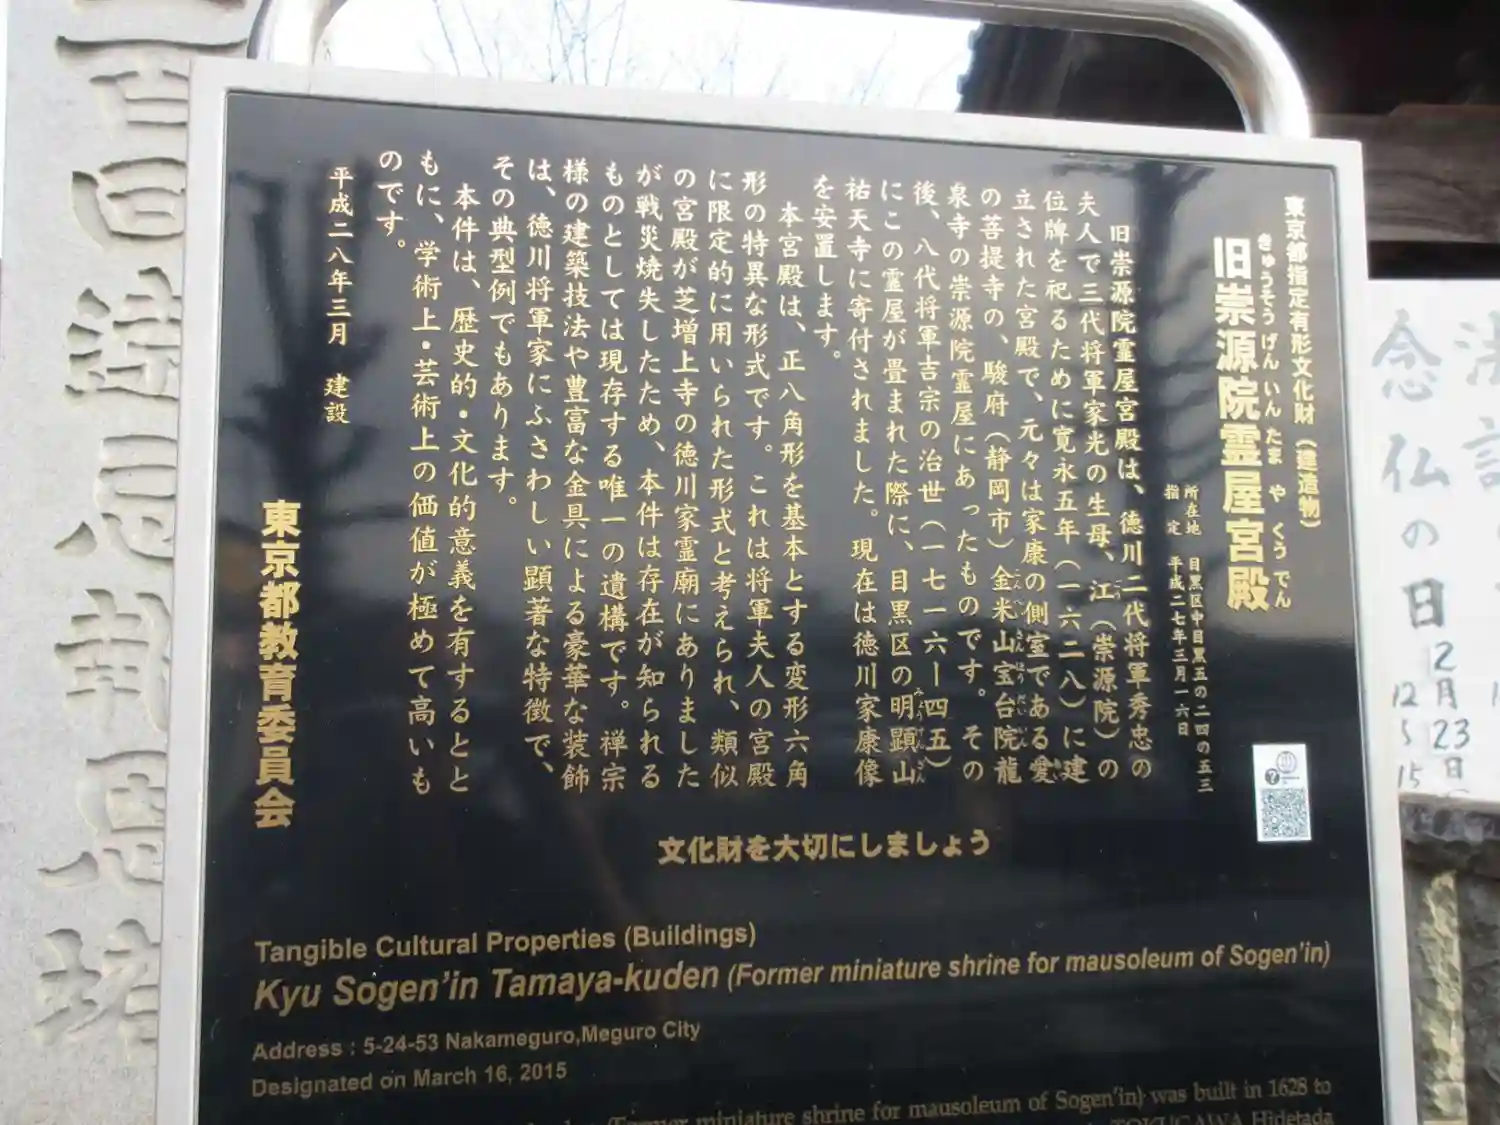 東京都指定有形文化財（建造物）
きゅうそうげんいんたまやくうでん
旧崇源院霊屋宮殿
所在地 目黒区中目黒五の二四の五三
指定 平成二七年三月一六日
旧崇源院霊屋宮殿は、徳川二代将軍秀忠の
夫人で三代将軍家光の生母、江（崇源院）の
位牌を祀るために寛永五年（一六二八）に建
立された宮殿で、元々は家康の側室である愛
の菩提寺の、駿府（静岡市）金米山宝台院龍
泉寺の崇源院霊屋にあったものです。その
後、八代将軍吉宗の治世（一七一六ー四五）
にこの霊屋が畳まれた際に、目黒区の明顕山
祐天寺に寄付されました。現在は徳川家康像
を安置します。
本宮殿は、正八角形を基本とする変形六角
形の特異な形式です。これは将軍夫人の宮殿
に限定的に用いられた形式と考えられ、類似
の宮殿が芝増上寺の徳川家霊廟にありました
が戦災焼失したため、本件は存在が知られる
ものとしては現存する唯一の遺構です。禅宗
様の建築技法や豊富な金具による豪華な装飾
は、徳川将軍家にふさわしい顕著な特徴で、
その典型例でもあります。
本件は、歴史的・文化的意義を有するとと
もに、学術上・芸術上の価値が極めて高いも
のです。
平成二八年三月 建設
東京都教育委員会
文化財を大切にしましょう
Tangible Cultural Properties (Buildings)
Kyu Sogen'in Tamaya-kuden (Former miniature shrine for mausoleum of Sogen'in)
Address : 5-24-53 Nakameguro,Meguro City
Designated on March 16, 2015
(Former miniature shrine for mausoleum of Sogen'in) was built in 1628 to
TOKUGAWA Hidetada
念仏の日
2月23日
12
15